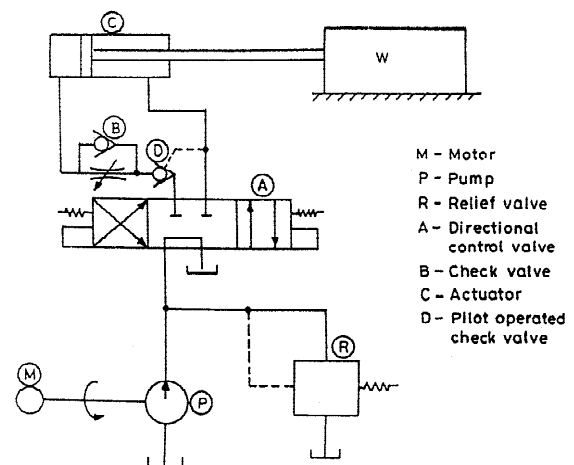 C
W
B
D
A
M
P
R
M - Motor
P - Pump
R - Relief valve
A - Directional
control valve
B - Check valve
C - Actuator
D - Pilot operated
check valve